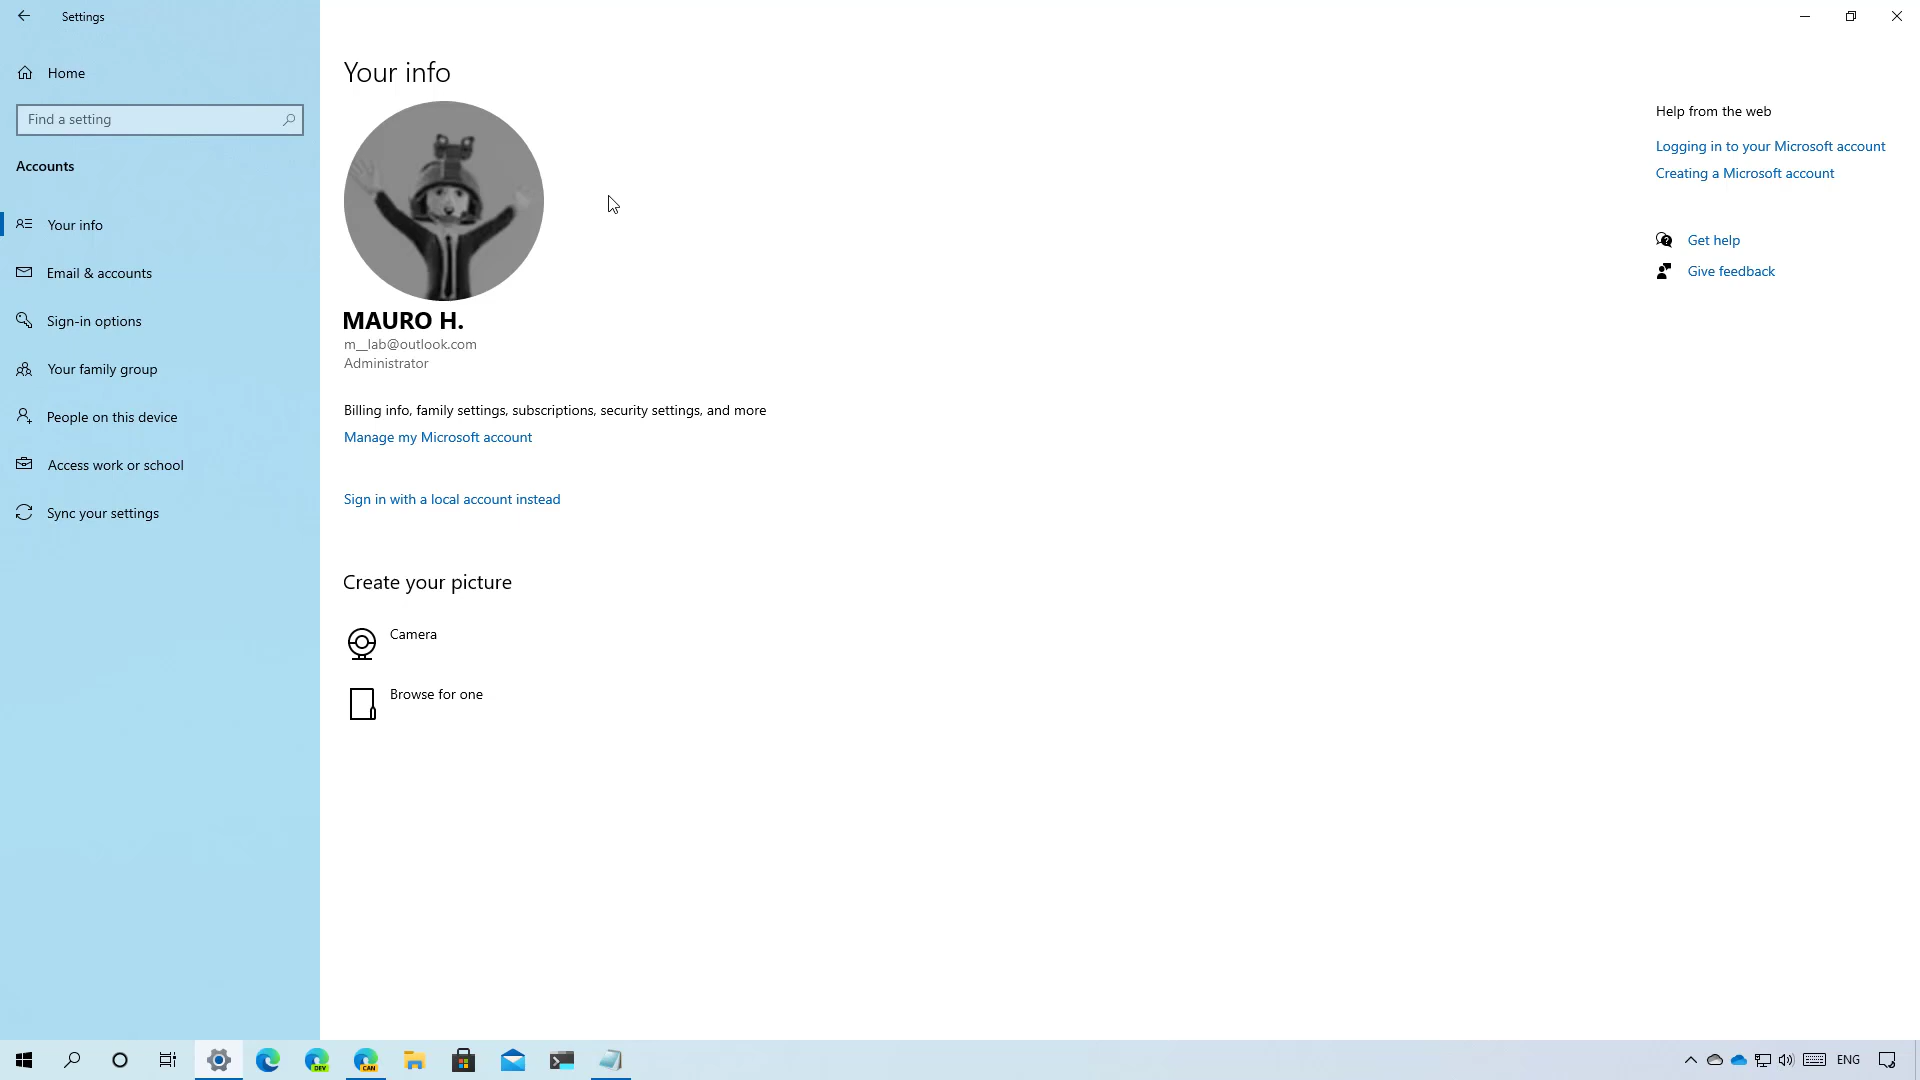 Settings
Home
Find a setting
Accounts
Your info
Email & accounts
Sign-in options
Your family group
People on this device
Access work or school
Sync your settings
Your info
MAURO H.
m__lab@outlook.com
Administrator
Billing info, family settings, subscriptions, security settings, and more
Manage my Microsoft account
Sign in with a local account instead
Create your picture
Camera
Browse for one
Help from the web
Logging in to your Microsoft account
Creating a Microsoft account
Get help
Give feedback
DEV
CAN
ENG